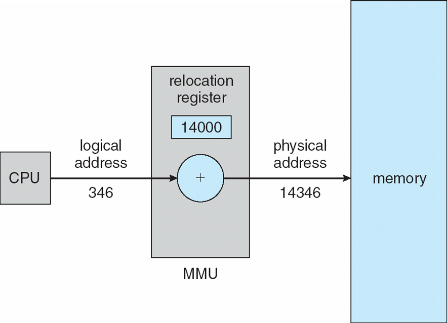 relocation
register
14000
logical
address
346
CPU
+
physical
address
14346
memory
MMU